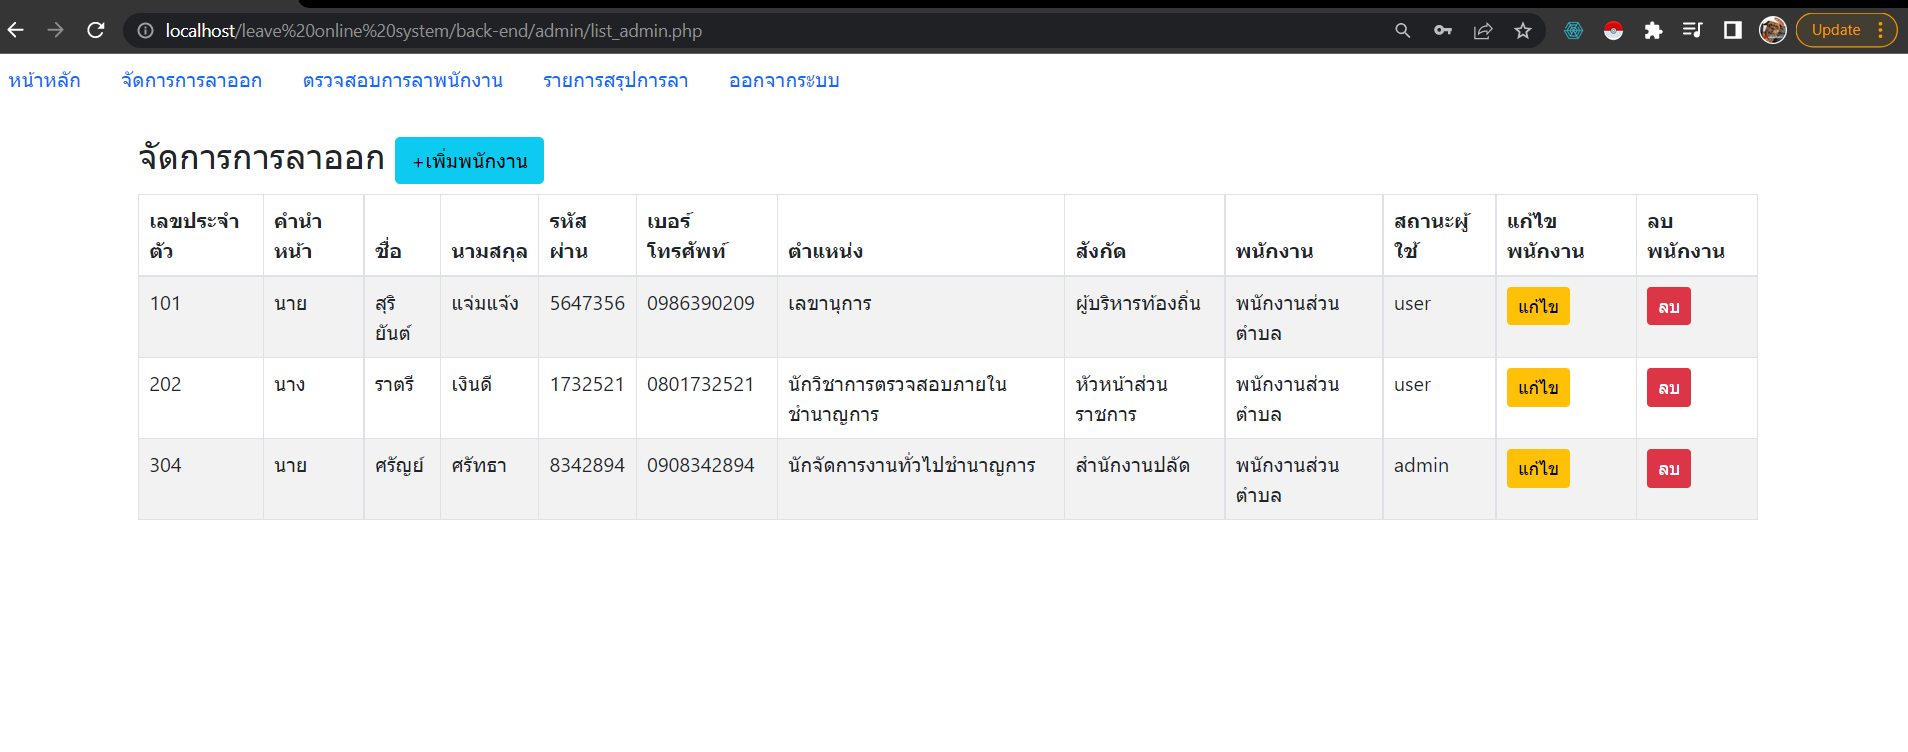 localhost/leave%20online%20system/back-end/admin/list_admin.php
Update
หน้าหลัก จัดการการลาออก ตรวจสอบการลาพนักงาน รายการสรุปการลา ออกจากระบบ
จัดการการลาออก +เพิ่มพนักงาน
เลขประจำ คำนำ รหัส เบอร์ สถานะผู้ แก้ไข ลบ
ตัว หน้า ชื่อ นามสกุล ผ่าน โทรศัพท์ ตำแหน่ง สังกัด พนักงาน ใช้ พนักงาน พนักงาน
101 นาย สุริ แจ่มแจ้ง 5647356 0986390209 เลขานุการ ผู้บริหารท้องถิ่น พนักงานส่วน user แก้ไข ลบ
ยันต์ ตำบล
202 นาง ราตรี เงินดี 1732521 0801732521 นักวิชาการตรวจสอบภายใน หัวหน้าส่วน พนักงานส่วน user แก้ไข ลบ
ชำนาญการ ราชการ ตำบล
304 นาย ศรัญย์ ศรัทธา 8342894 0908342894 นักจัดการงานทั่วไปชำนาญการ สำนักงานปลัด พนักงานส่วน admin แก้ไข ลบ
ตำบล